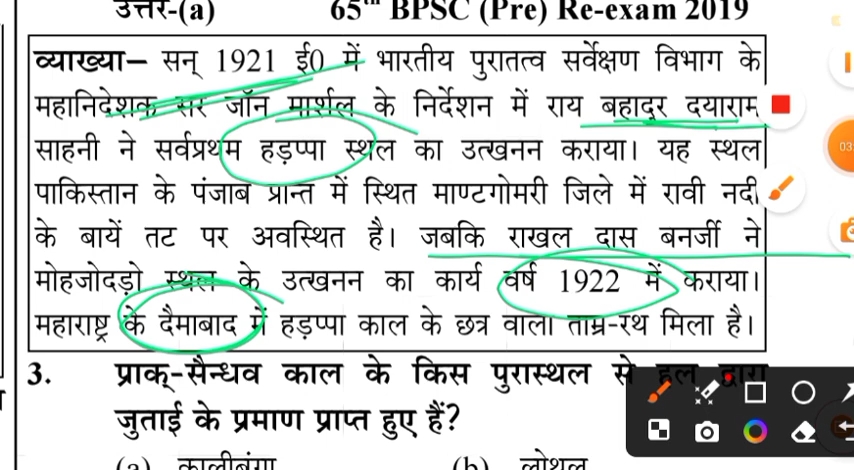 उत्तर-(a) 65th BPSC (Pre) Re-exam 2019
व्याख्या– सन् 1921 ई0 में भारतीय पुरातत्व सर्वेक्षण विभाग के
महानिदेशक सर जॉन मार्शल के निर्देशन में राय बहादुर दयाराम
साहनी ने सर्वप्रथम हड़प्पा स्थल का उत्खनन कराया। यह स्थल
पाकिस्तान के पंजाब प्रान्त में स्थित माण्टगोमरी जिले में रावी नदी
के बायें तट पर अवस्थित है। जबकि राखल दास बनर्जी ने
मोहजोदड़ो स्थल के उत्खनन का कार्य वर्ष 1922 में कराया।
महाराष्ट्र के दैमाबाद में हड़प्पा काल के छत्र वाला ताम्र-रथ मिला है।
3. प्राक्-सैन्धव काल के किस पुरास्थल से हल द्वारा
जुताई के प्रमाण प्राप्त हुए हैं?
(a) कालीबंगा (b) लोथल
03